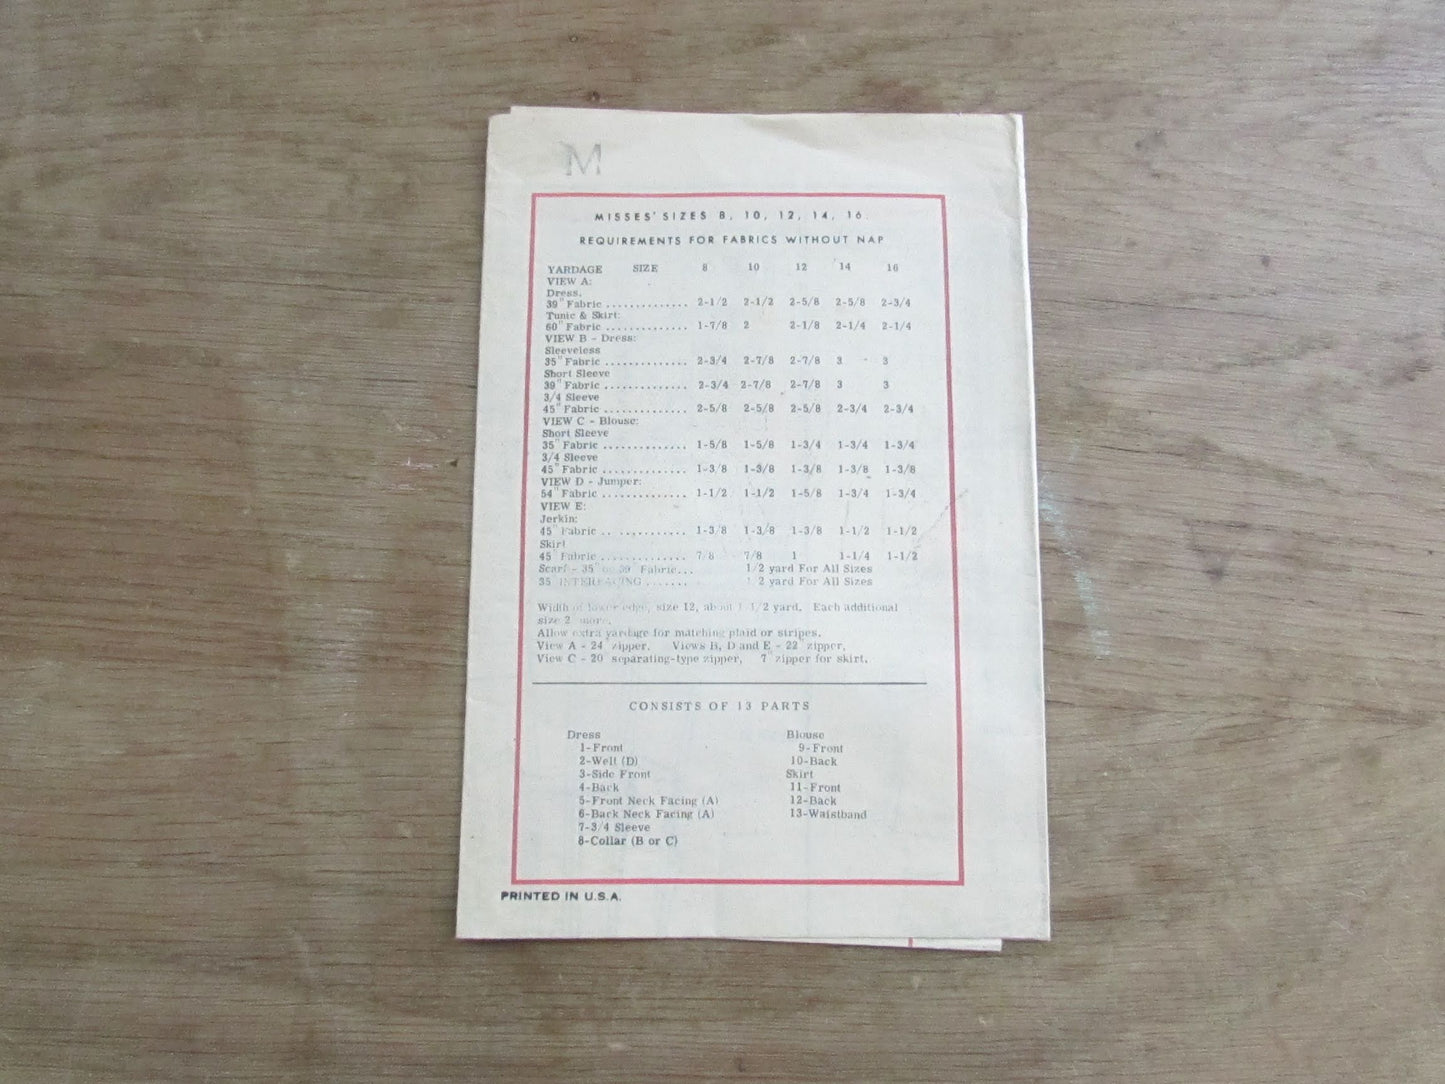 M
MISSES' SIZES 8, 10, 12, 14, 16.
REQUIREMENTS FOR FABRICS WITHOUT NAP
YARDAGE SIZE 8 10 12 14 16
VIEW A:
Dress.
39" Fabric .............. 2-1/2 2-1/2 2-5/8 2-5/8 2-3/4
Tunic & Skirt:
60" Fabric .............. 1-7/8 2 2-1/8 2-1/4 2-1/4
VIEW B - Dress:
Sleeveless
35" Fabric .............. 2-3/4 2-7/8 2-7/8 3 3
Short Sleeve
39" Fabric .............. 2-3/4 2-7/8 2-7/8 3 3
3/4 Sleeve
45" Fabric .............. 2-5/8 2-5/8 2-5/8 2-3/4 2-3/4
VIEW C - Blouse:
Short Sleeve
35" Fabric .............. 1-5/8 1-5/8 1-3/4 1-3/4 1-3/4
3/4 Sleeve
45" Fabric .............. 1-3/8 1-3/8 1-3/8 1-3/8 1-3/8
VIEW D - Jumper:
54" Fabric .............. 1-1/2 1-1/2 1-5/8 1-3/4 1-3/4
VIEW E:
Jerkin:
45" Fabric .............. 1-3/8 1-3/8 1-3/8 1-1/2 1-1/2
Skirt
45" Fabric .............. 7/8 7/8 1 1-1/4 1-1/2
Scarf - 35" or 39" Fabric... 1/2 yard For All Sizes
35" INTERFACING ....... 1/2 yard For All Sizes
Width of lower edge, size 12, about 1-1/2 yard. Each additional
size 2" more.
Allow extra yardage for matching plaid or stripes.
View A - 24" zipper. Views B, D and E - 22" zipper,
View C - 20" separating-type zipper, 7" zipper for skirt.
CONSISTS OF 13 PARTS
Dress
1-Front
2-Welt (D)
3-Side Front
4-Back
5-Front Neck Facing (A)
6-Back Neck Facing (A)
7-3/4 Sleeve
8-Collar (B or C)
Blouse
9-Front
10-Back
Skirt
11-Front
12-Back
13-Waistband
PRINTED IN U.S.A.